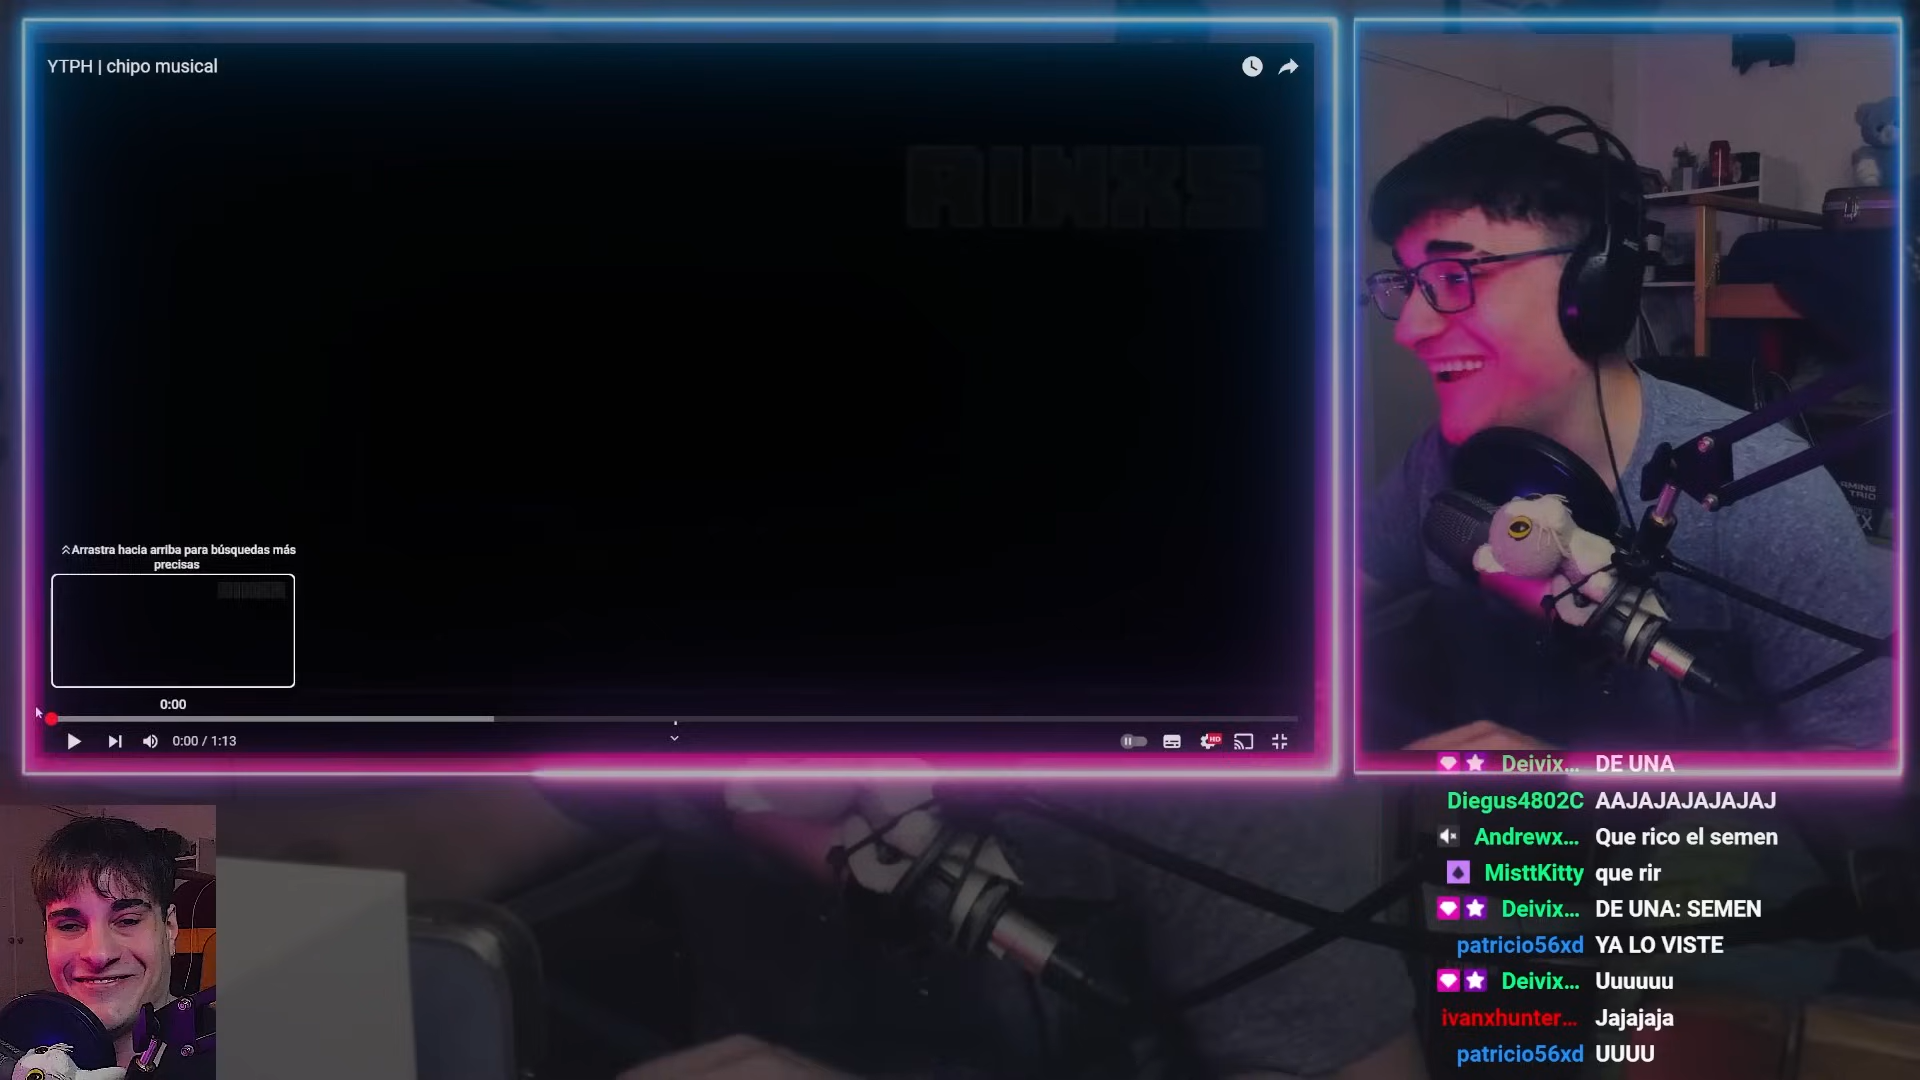 YTPH | chipo musical
AINXS
Arrastra hacia arriba para búsquedas más
precisas
0:00
0:00 / 1:13
HD
DE UNA
Deivix...
Diegus4802C AAJAJAJAJAJAJ
Andrewx... Que rico el semen
MisttKitty que rir
Deivix... DE UNA: SEMEN
patricio56xd YA LO VISTE
Deivix... Uuuuuu
ivanxhunter... Jajajaja
patricio56xd UUUU